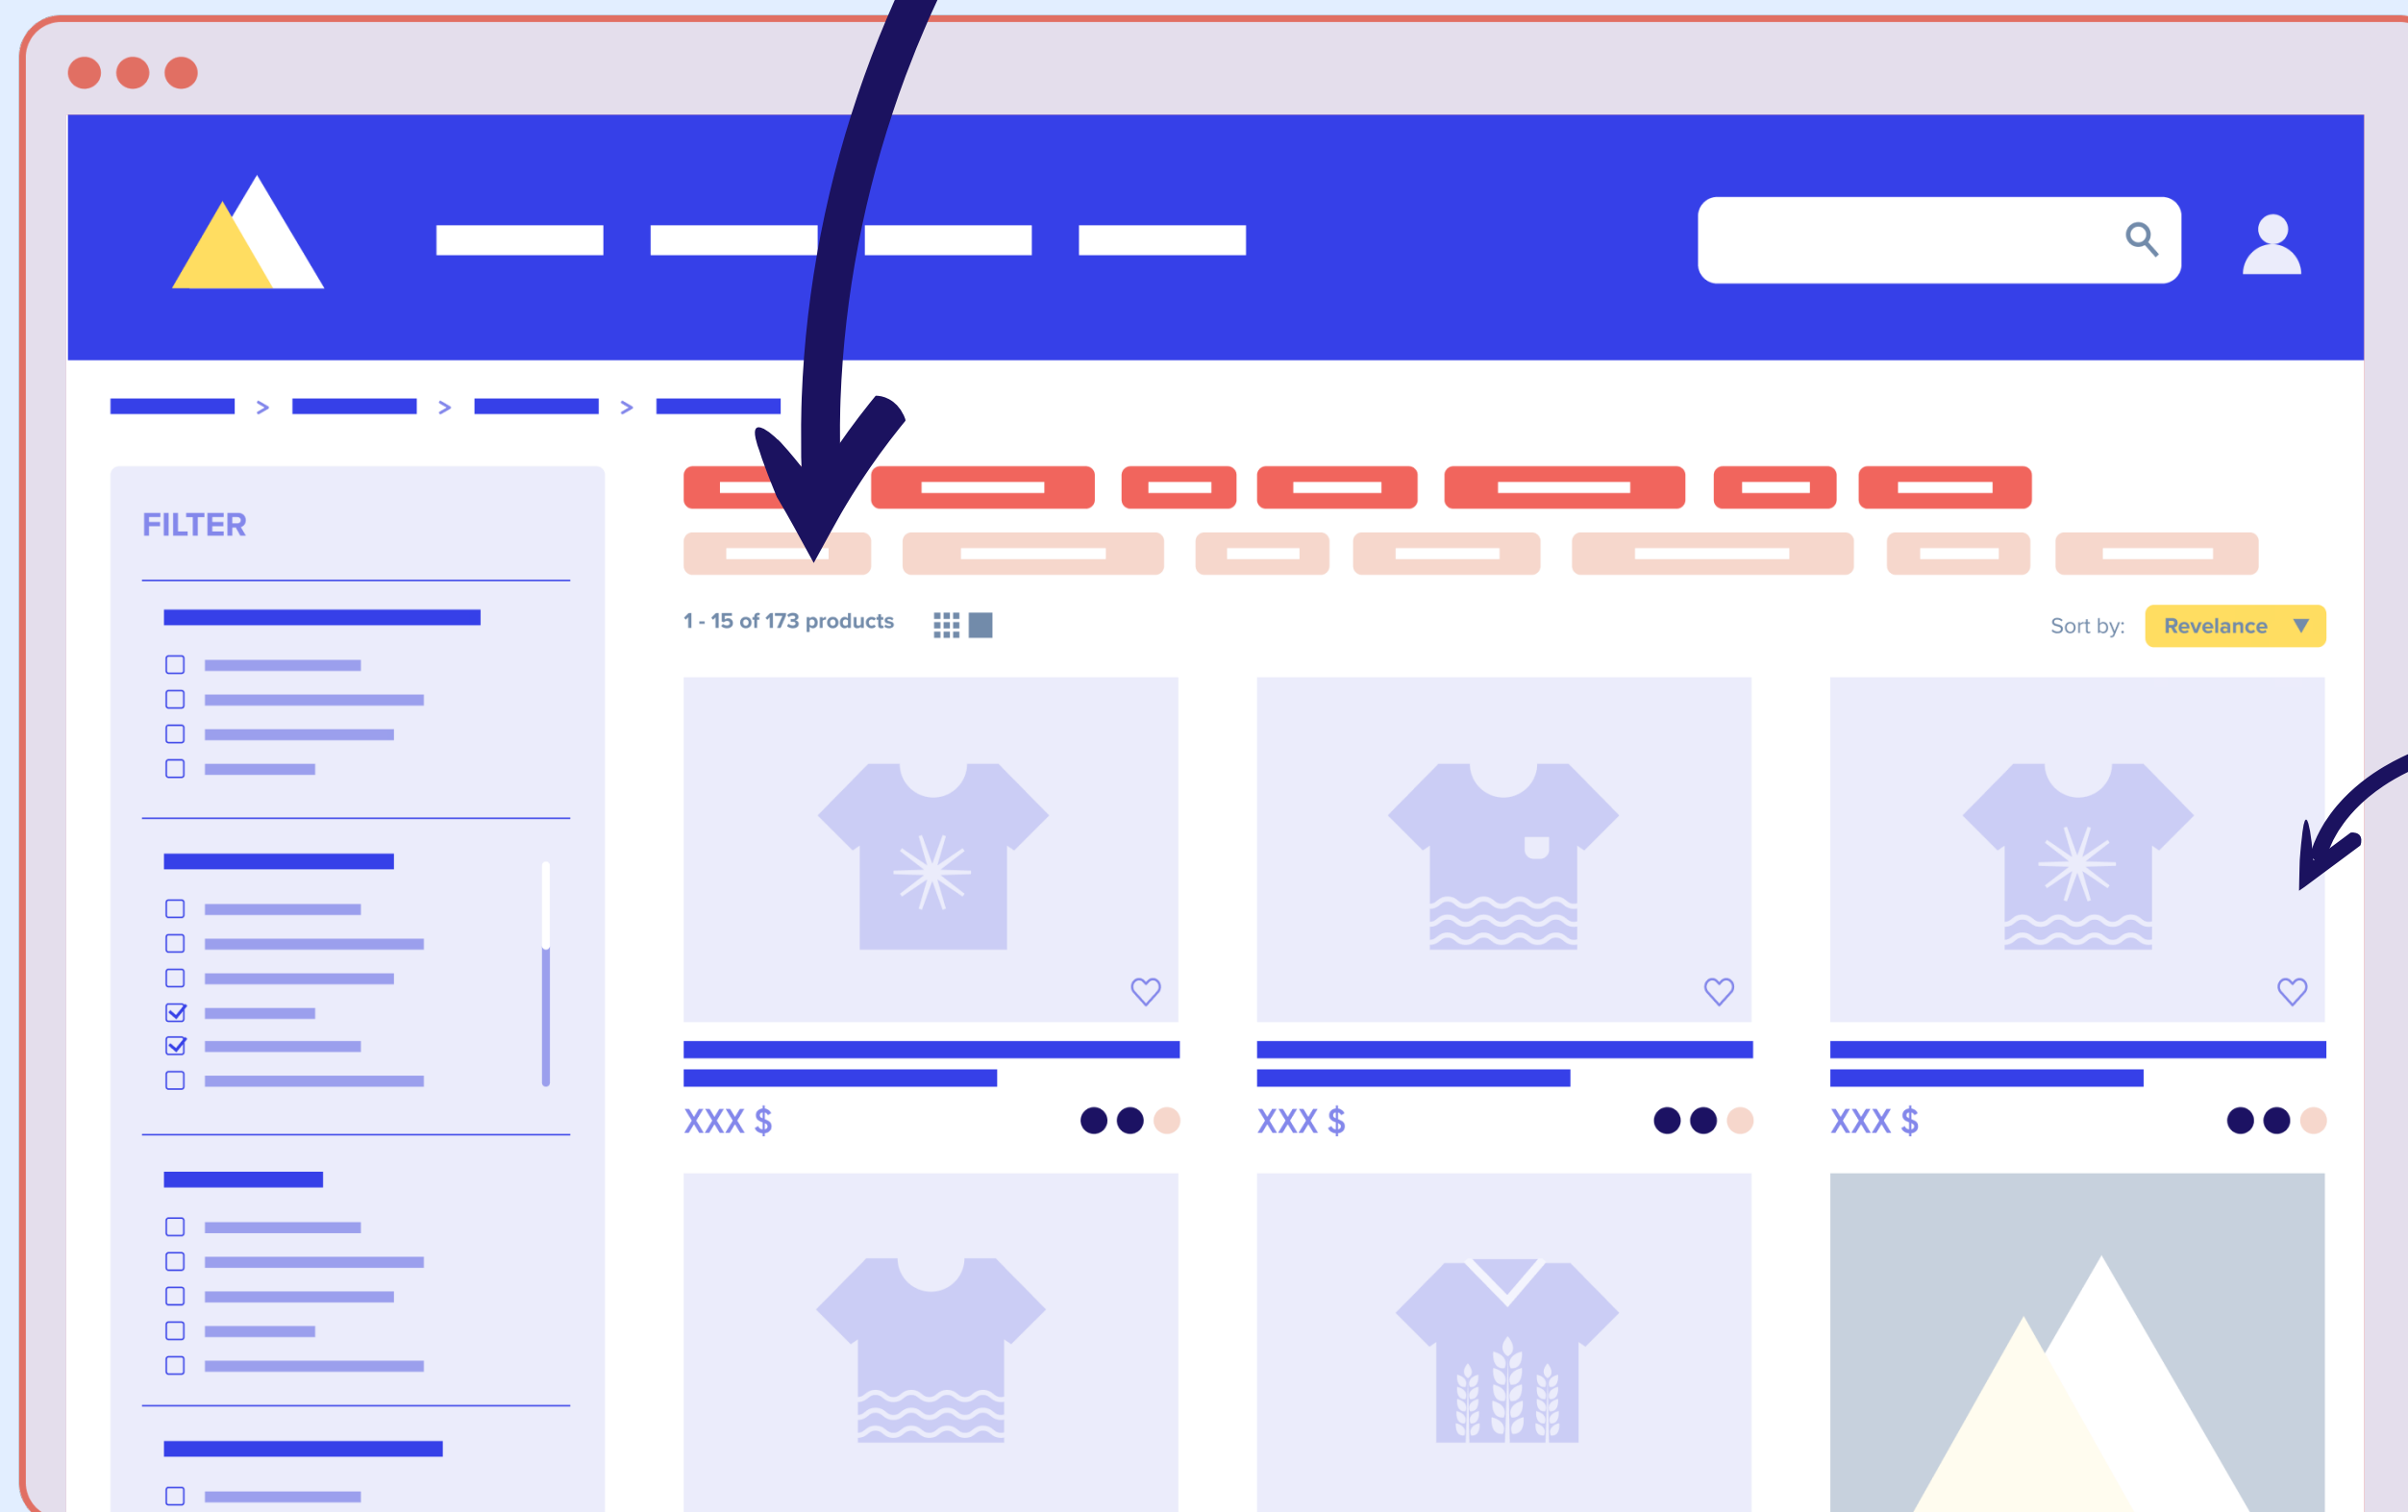 FILTER
1 - 15 of 173 products
Sort by: Revelance
XXX $
XXX $
XXX $